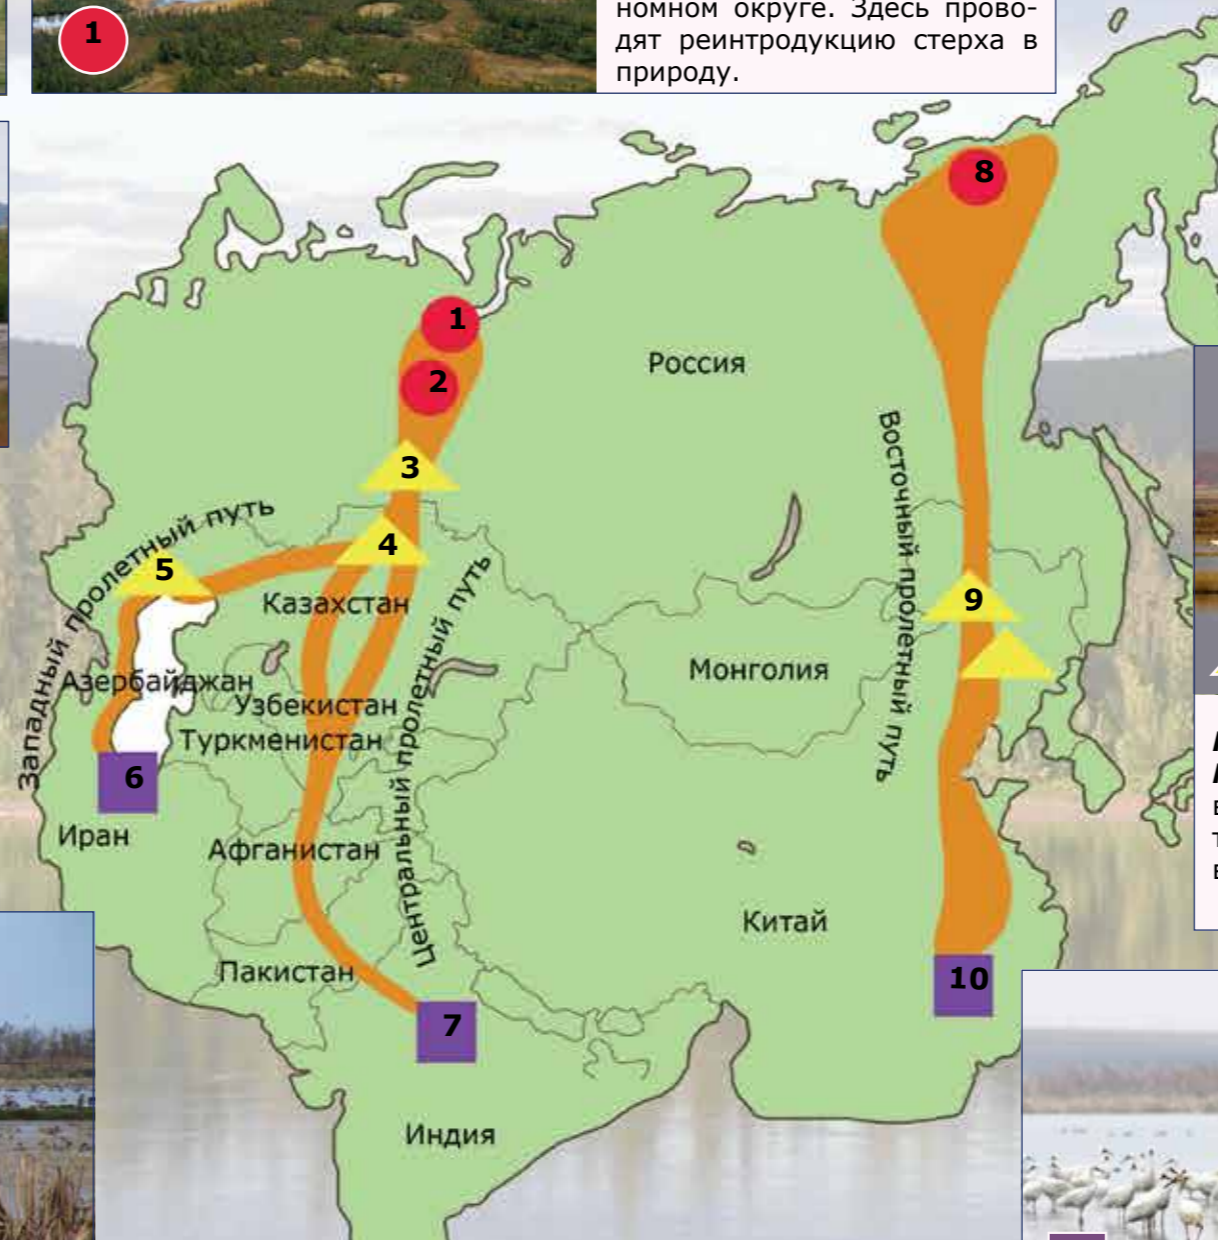 1
номном округе. Здесь прово-
дят реинтродукцию стерха в
природу.
8
1
2
Россия
3
4
5
Западный пролетный путь
Центральный пролетный путь
Восточный пролетный путь
Казахстан
9
Монголия
Азербайджан
Узбекистан
Туркменистан
6
Иран
Афганистан
Китай
Пакистан
10
7
Индия